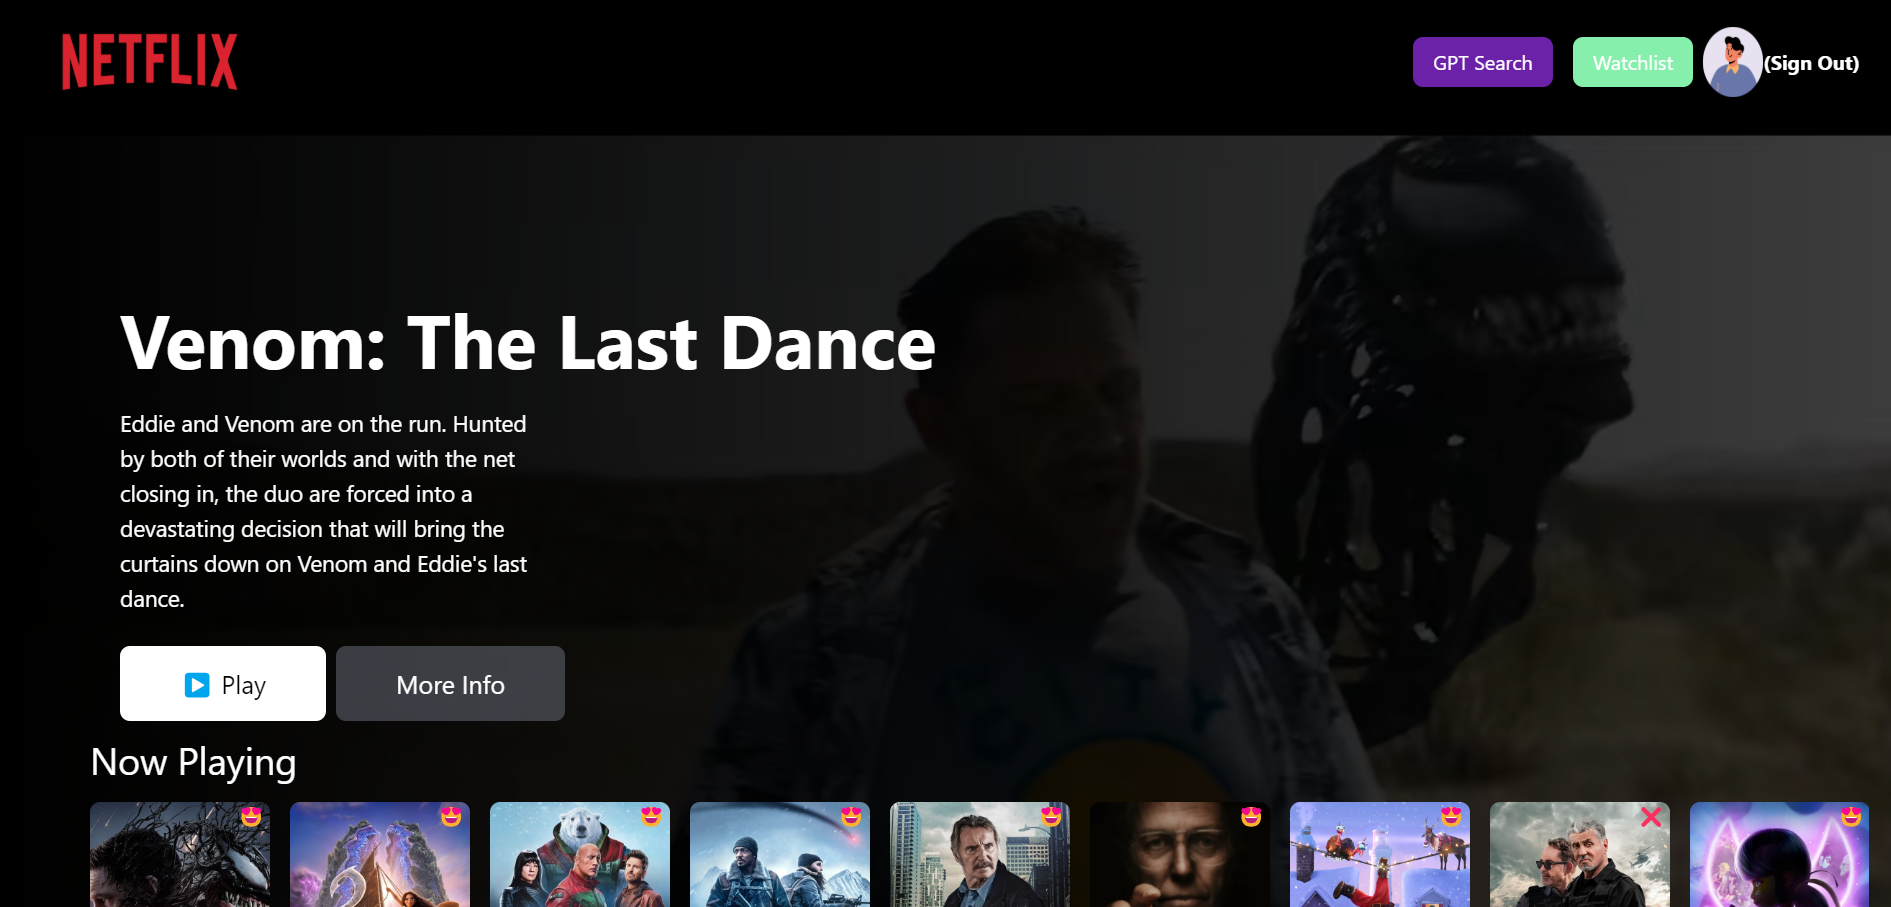 NETFLIX
GPT Search
Watchlist
(Sign Out)
Venom: The Last Dance
Eddie and Venom are on the run. Hunted
by both of their worlds and with the net
closing in, the duo are forced into a
devastating decision that will bring the
curtains down on Venom and Eddie's last
dance.
Play
More Info
Now Playing